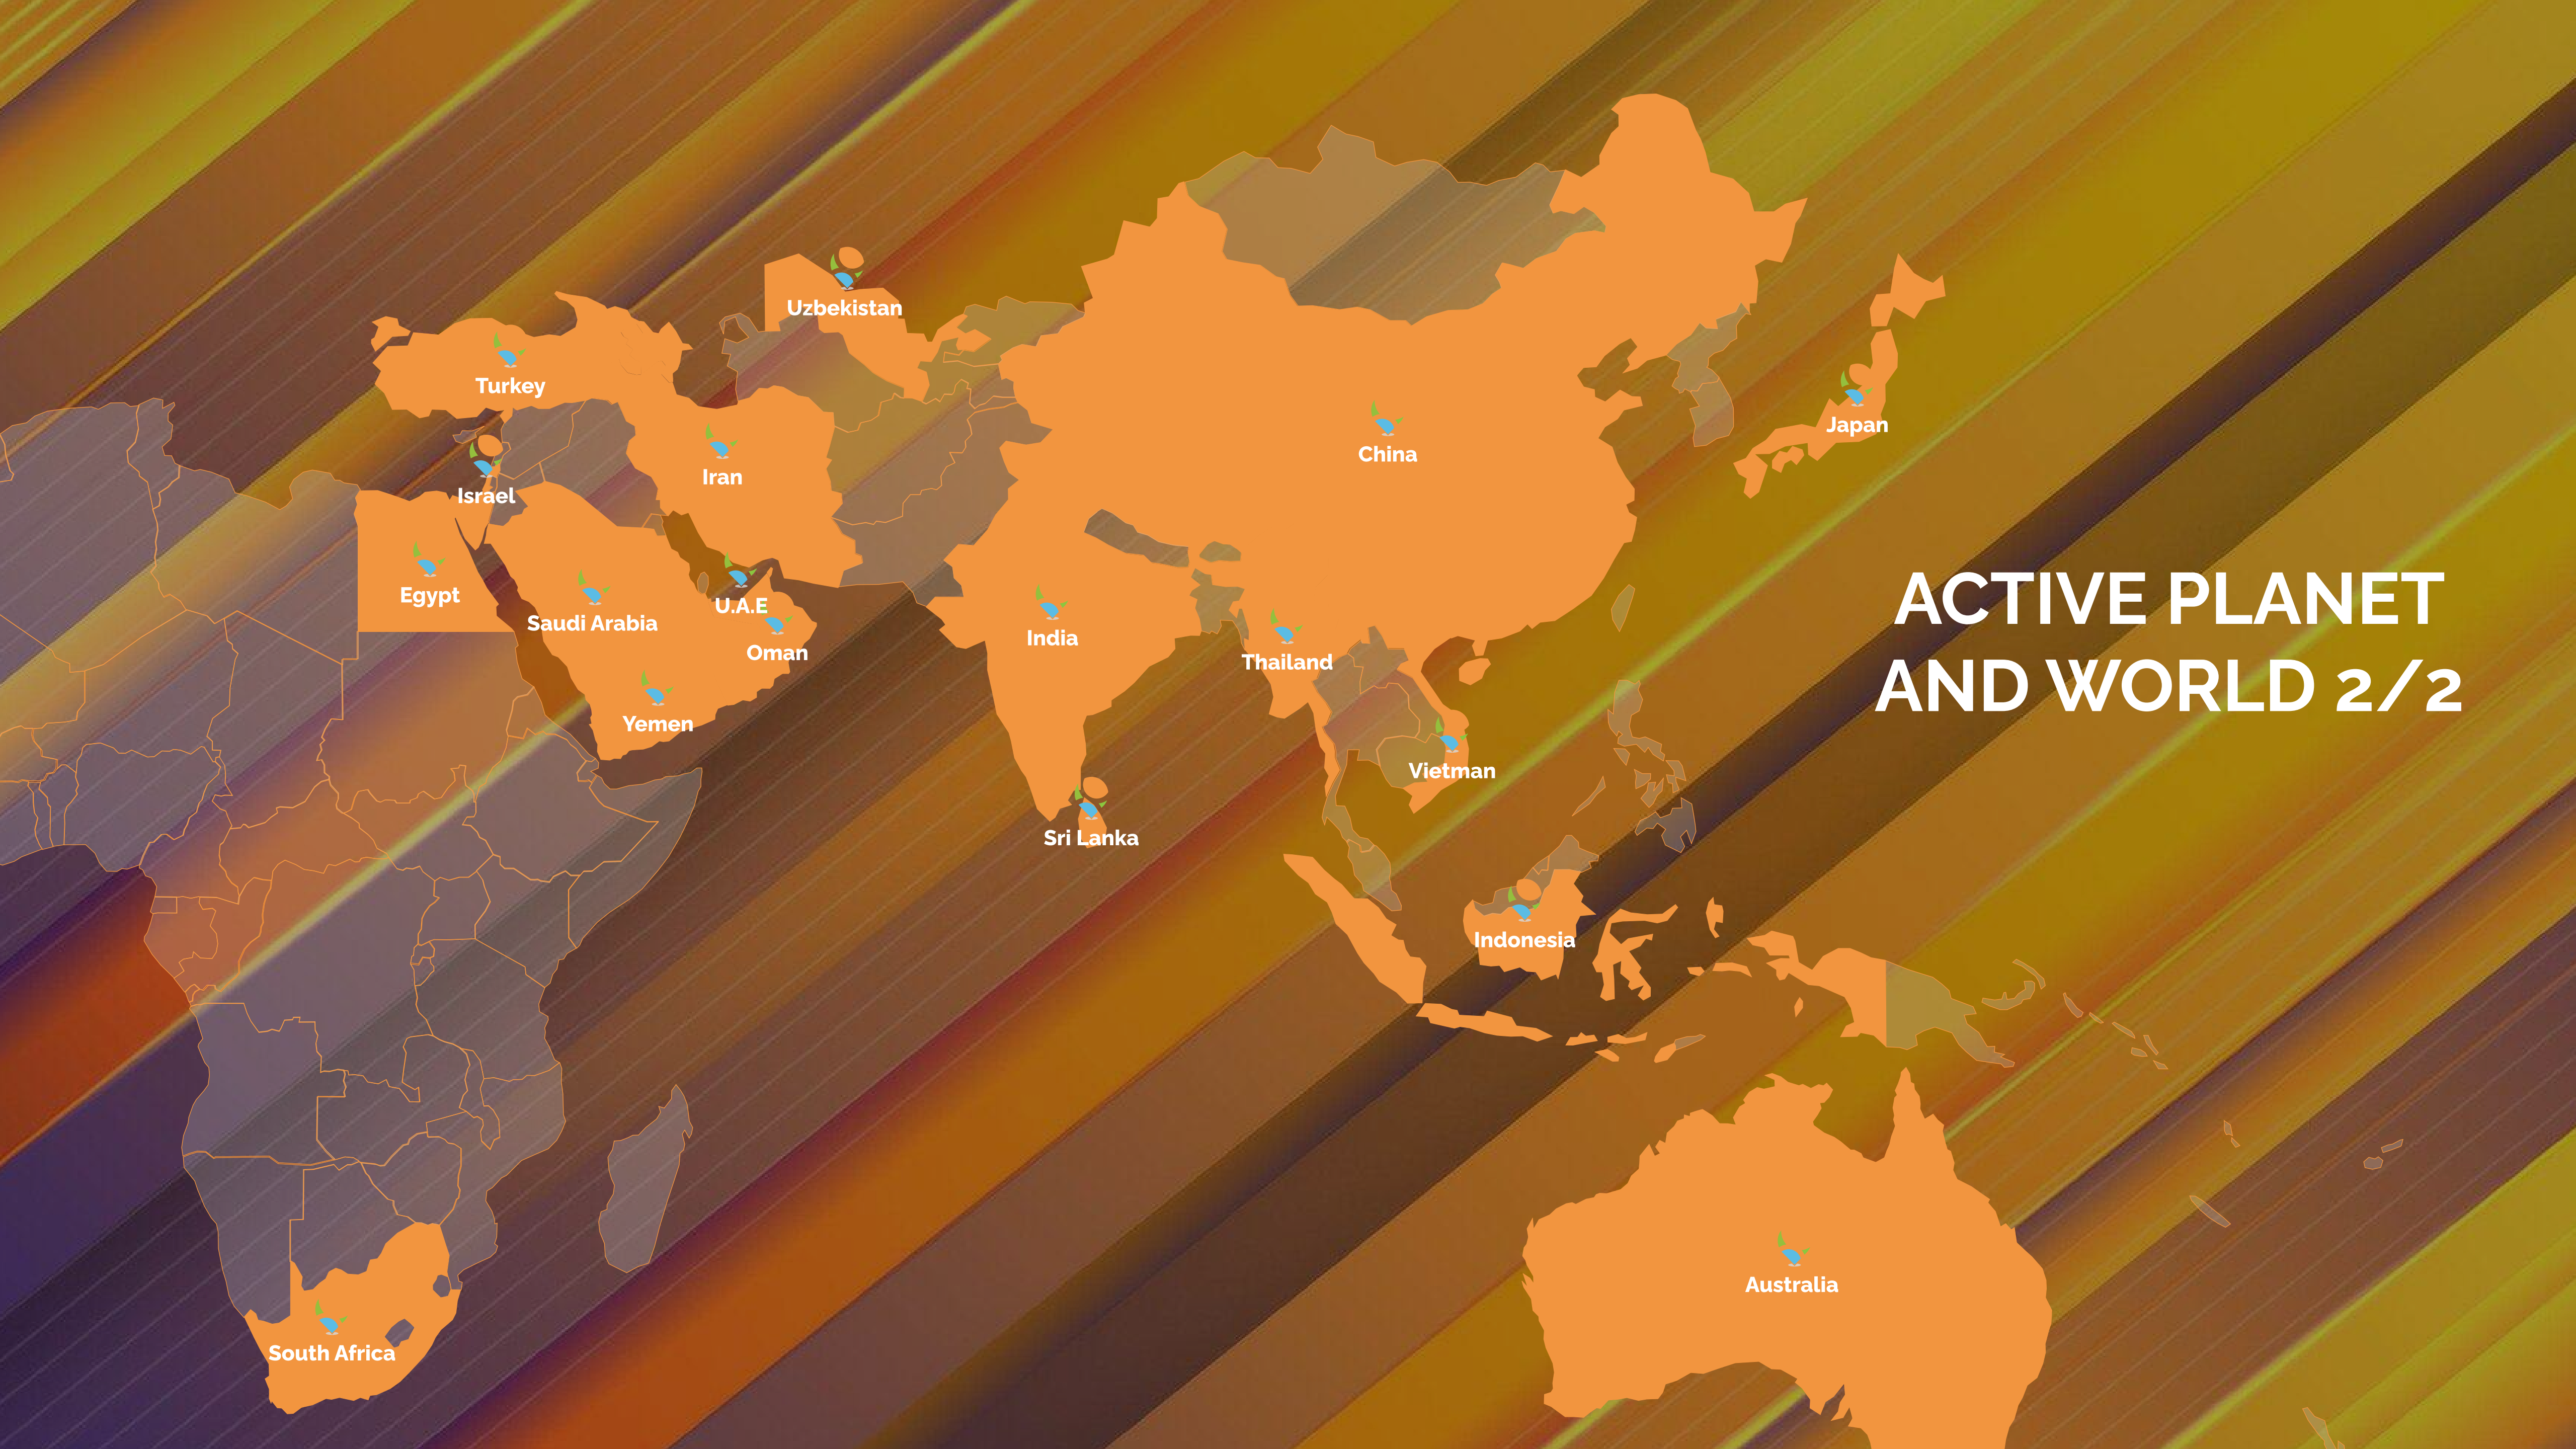 Uzbekistan
Turkey
Japan
China
Iran
Israel
Egypt
U.A.E
Saudi Arabia
India
Oman
Thailand
Yemen
Vietman
Sri Lanka
Indonesia
Australia
South Africa
ACTIVE PLANET
AND WORLD 2/2